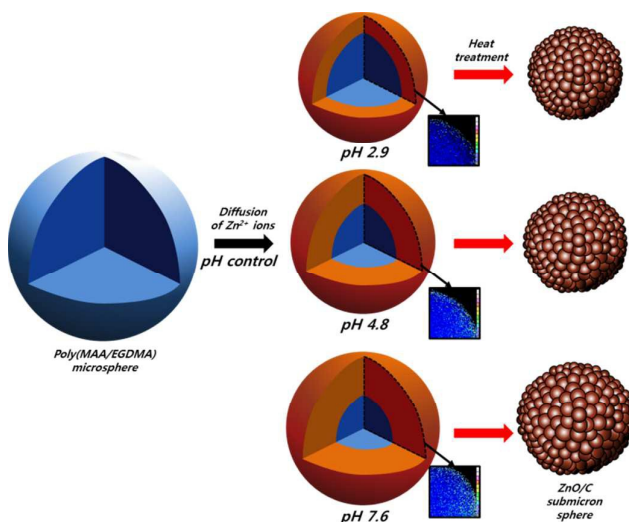 Heat
treatment
pH 2.9
Diffusion
of Zn²⁺ ions
pH control
Poly(MAA/EGDMA)
microsphere
pH 4.8
pH 7.6
ZnO/C
submicron
sphere